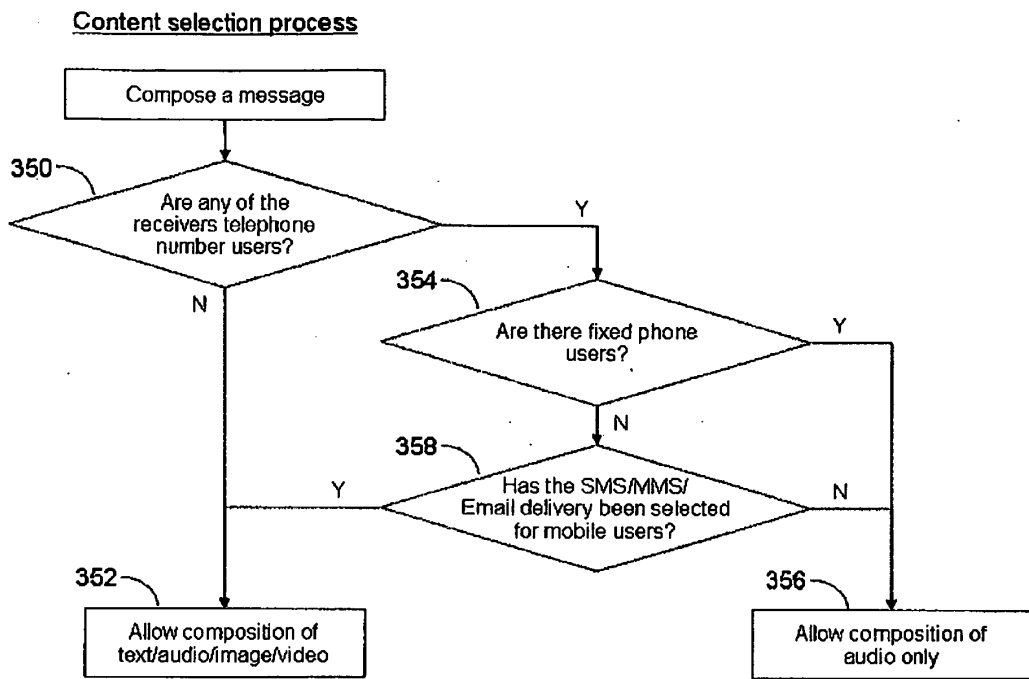 Content selection process
Compose a message
350
Are any of the
receivers telephone
number users?
Y
N
354
Are there fixed phone
users?
Y
N
358
Has the SMS/MMS/
Email delivery been selected
for mobile users?
Y
N
352
Allow composition of
text/audio/image/video
356
Allow composition of
audio only